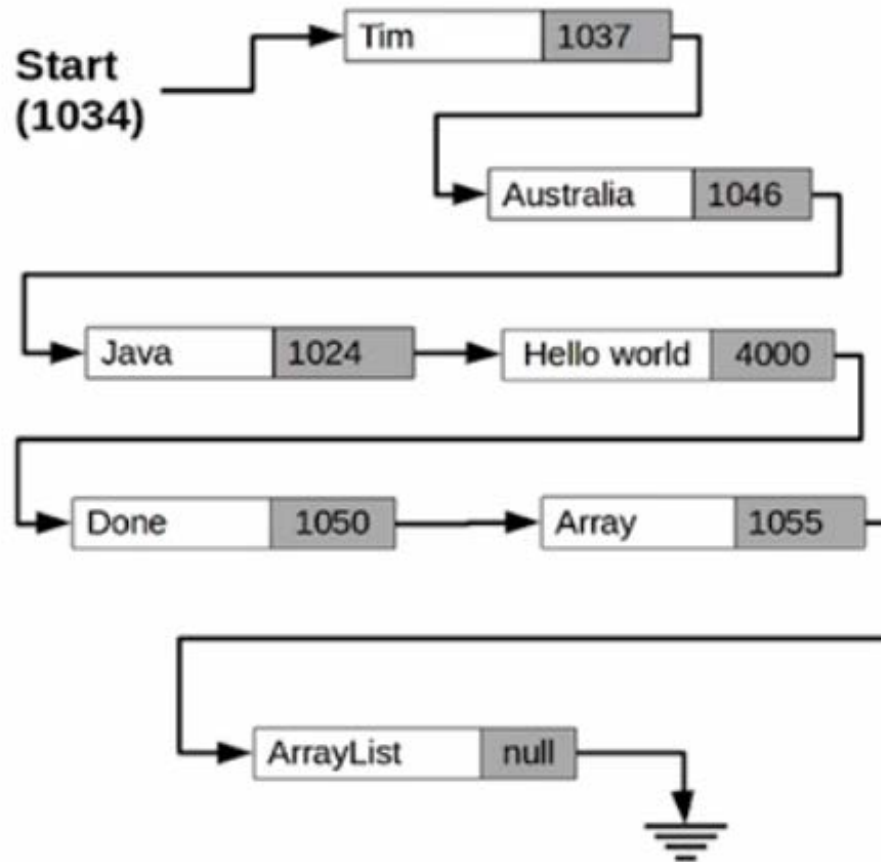 Start
(1034)
Tim 1037
Australia 1046
Java 1024 Hello world 4000
Done 1050 Array 1055
ArrayList null